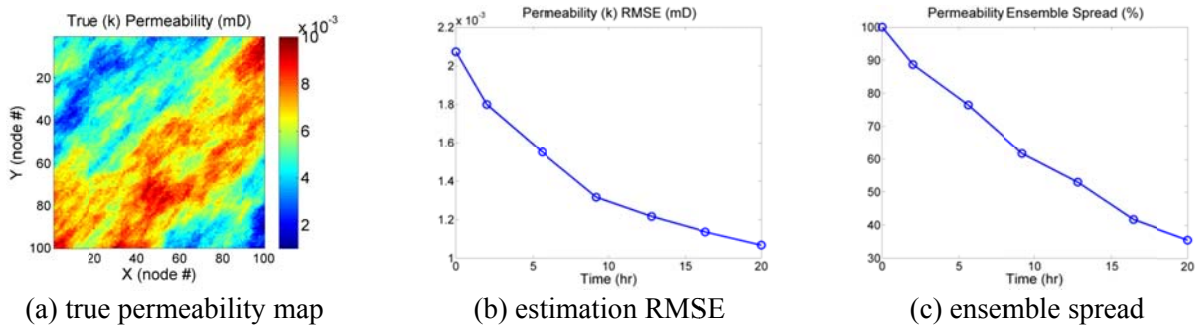 True (k) Permeability (mD)
x 10⁻³
10
8
6
4
2
20
40
60
80
100
Y (node #)
20 40 60 80 100
X (node #)
(a) true permeability map
x 10⁻³
Permeability (k) RMSE (mD)
2.2
2
1.8
1.6
1.4
1.2
1
0 5 10 15 20
Time (hr)
(b) estimation RMSE
Permeability Ensemble Spread (%)
100
90
80
70
60
50
40
30
0 5 10 15 20
Time (hr)
(c) ensemble spread